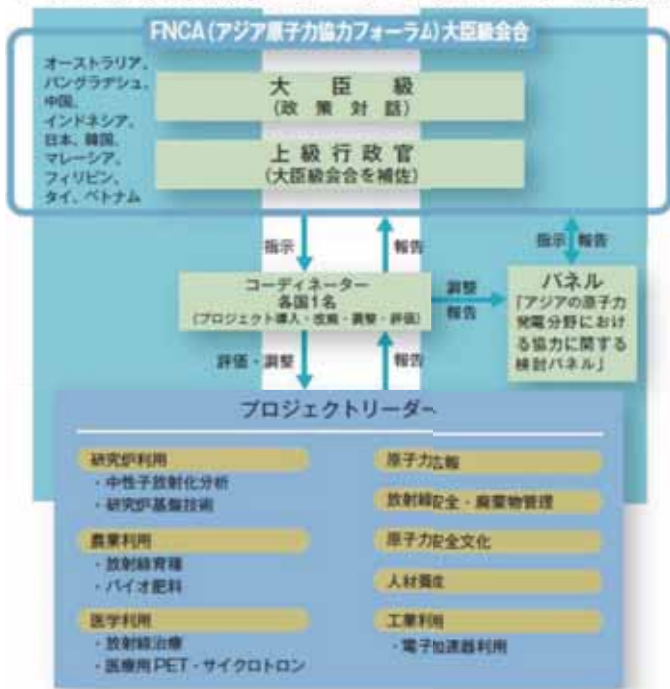 FNCA(アジア原子力協力フォーラム)大臣級会合
オーストラリア、
バングラデシュ、
中国、
インドネシア、
日本、韓国、
マレーシア、
フィリピン、
タイ、ベトナム
大臣級
(政策対話)
上級行政官
(大臣級会合を補佐)
指示
報告
指示
報告
コーディネーター
各国1名
(プロジェクト導入・改廃・調整・評価)
調整
報告
パネル
「アジアの原子力
発電分野におけ
る協力に関する
検討パネル」
評価・調整
報告
プロジェクトリーダー
研究炉利用
・中性子放射化分析
・研究炉基盤技術
農業利用
・放射線育種
・バイオ肥料
医学利用
・放射線治療
・医療用PET・サイクロトロン
原子力広報
放射線安全・廃棄物管理
原子力安全文化
人材養成
工業利用
・電子加速器利用